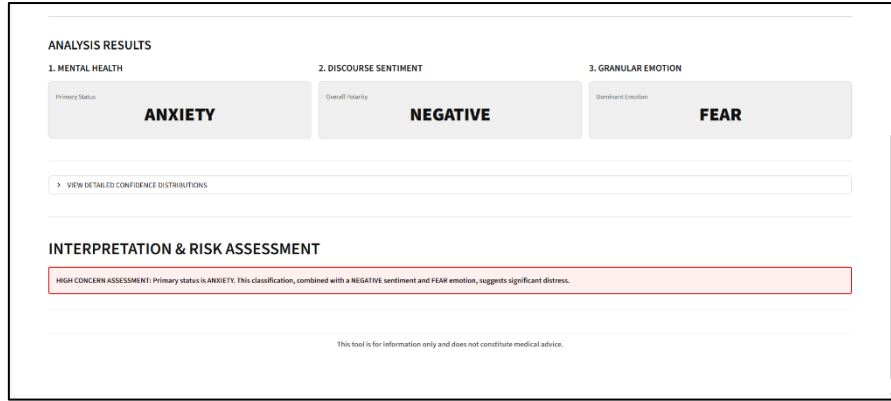 ANALYSIS RESULTS
1. MENTAL HEALTH
2. DISCOURSE SENTIMENT
3. GRANULAR EMOTION
Primary Status
ANXIETY
Overall Polarity
NEGATIVE
Dominant Emotion
FEAR
> VIEW DETAILED CONFIDENCE DISTRIBUTIONS
INTERPRETATION & RISK ASSESSMENT
HIGH CONCERN ASSESSMENT: Primary status is ANXIETY. This classification, combined with a NEGATIVE sentiment and FEAR emotion, suggests significant distress.
This tool is for information only and does not constitute medical advice.